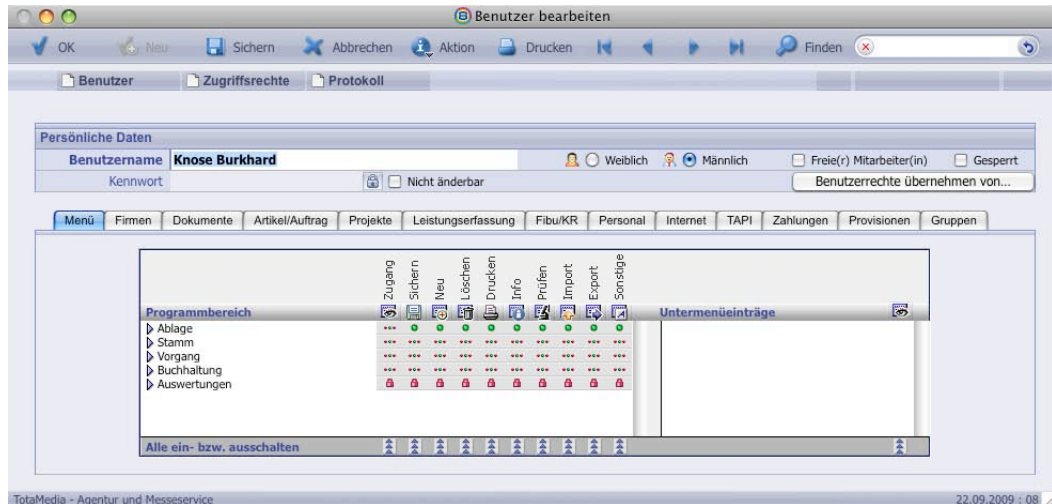 Benutzer bearbeiten
OK Neu Sichern Abbrechen Aktion Drucken Finden
Benutzer Zugriffsrechte Protokoll
Persönliche Daten
Benutzername Knose Burkhard Weiblich Männlich Freie(r) Mitarbeiter(in) Gesperrt
Kennwort Nicht änderbar Benutzerrechte übernehmen von...
Menü Firmen Dokumente Artikel/Auftrag Projekte Leistungserfassung Fibu/KR Personal Internet TAPI Zahlungen Provisionen Gruppen
Zugang Sichern Neu Löschen Drucken Info Prüfen Import Export Sonstige
Programmbereich Untermenüeinträge
Ablage
Stamm
Vorgang
Buchhaltung
Auswertungen
Alle ein- bzw. ausschalten
TotaMedia - Agentur und Messeservice 22.09.2009 : 08